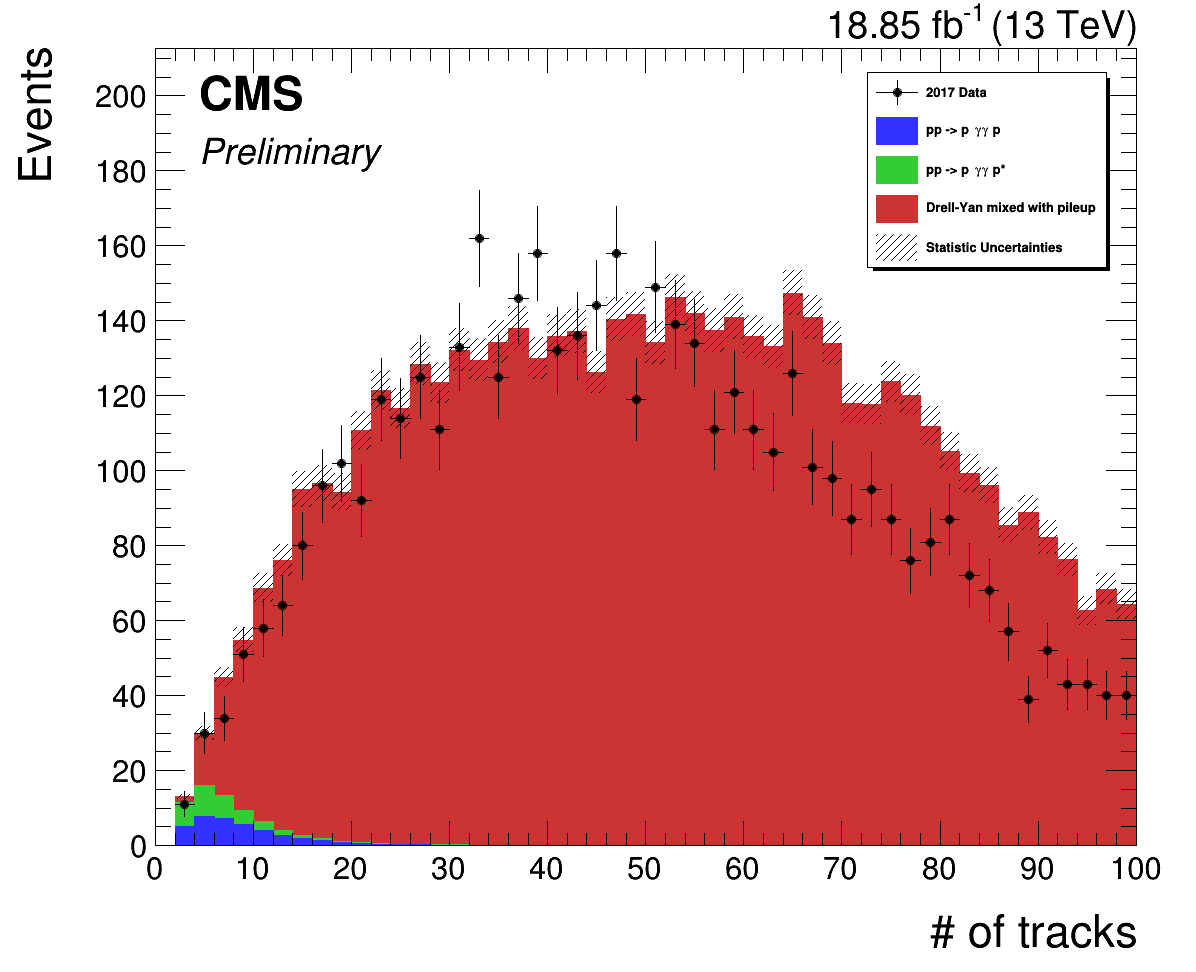 18.85 fb⁻¹ (13 TeV)
Events
CMS
Preliminary
2017 Data
pp -> p γγ p
pp -> p γγ p*
Drell-Yan mixed with pileup
Statistic Uncertainties
200
180
160
140
120
100
80
60
40
20
0
0 10 20 30 40 50 60 70 80 90 100
# of tracks